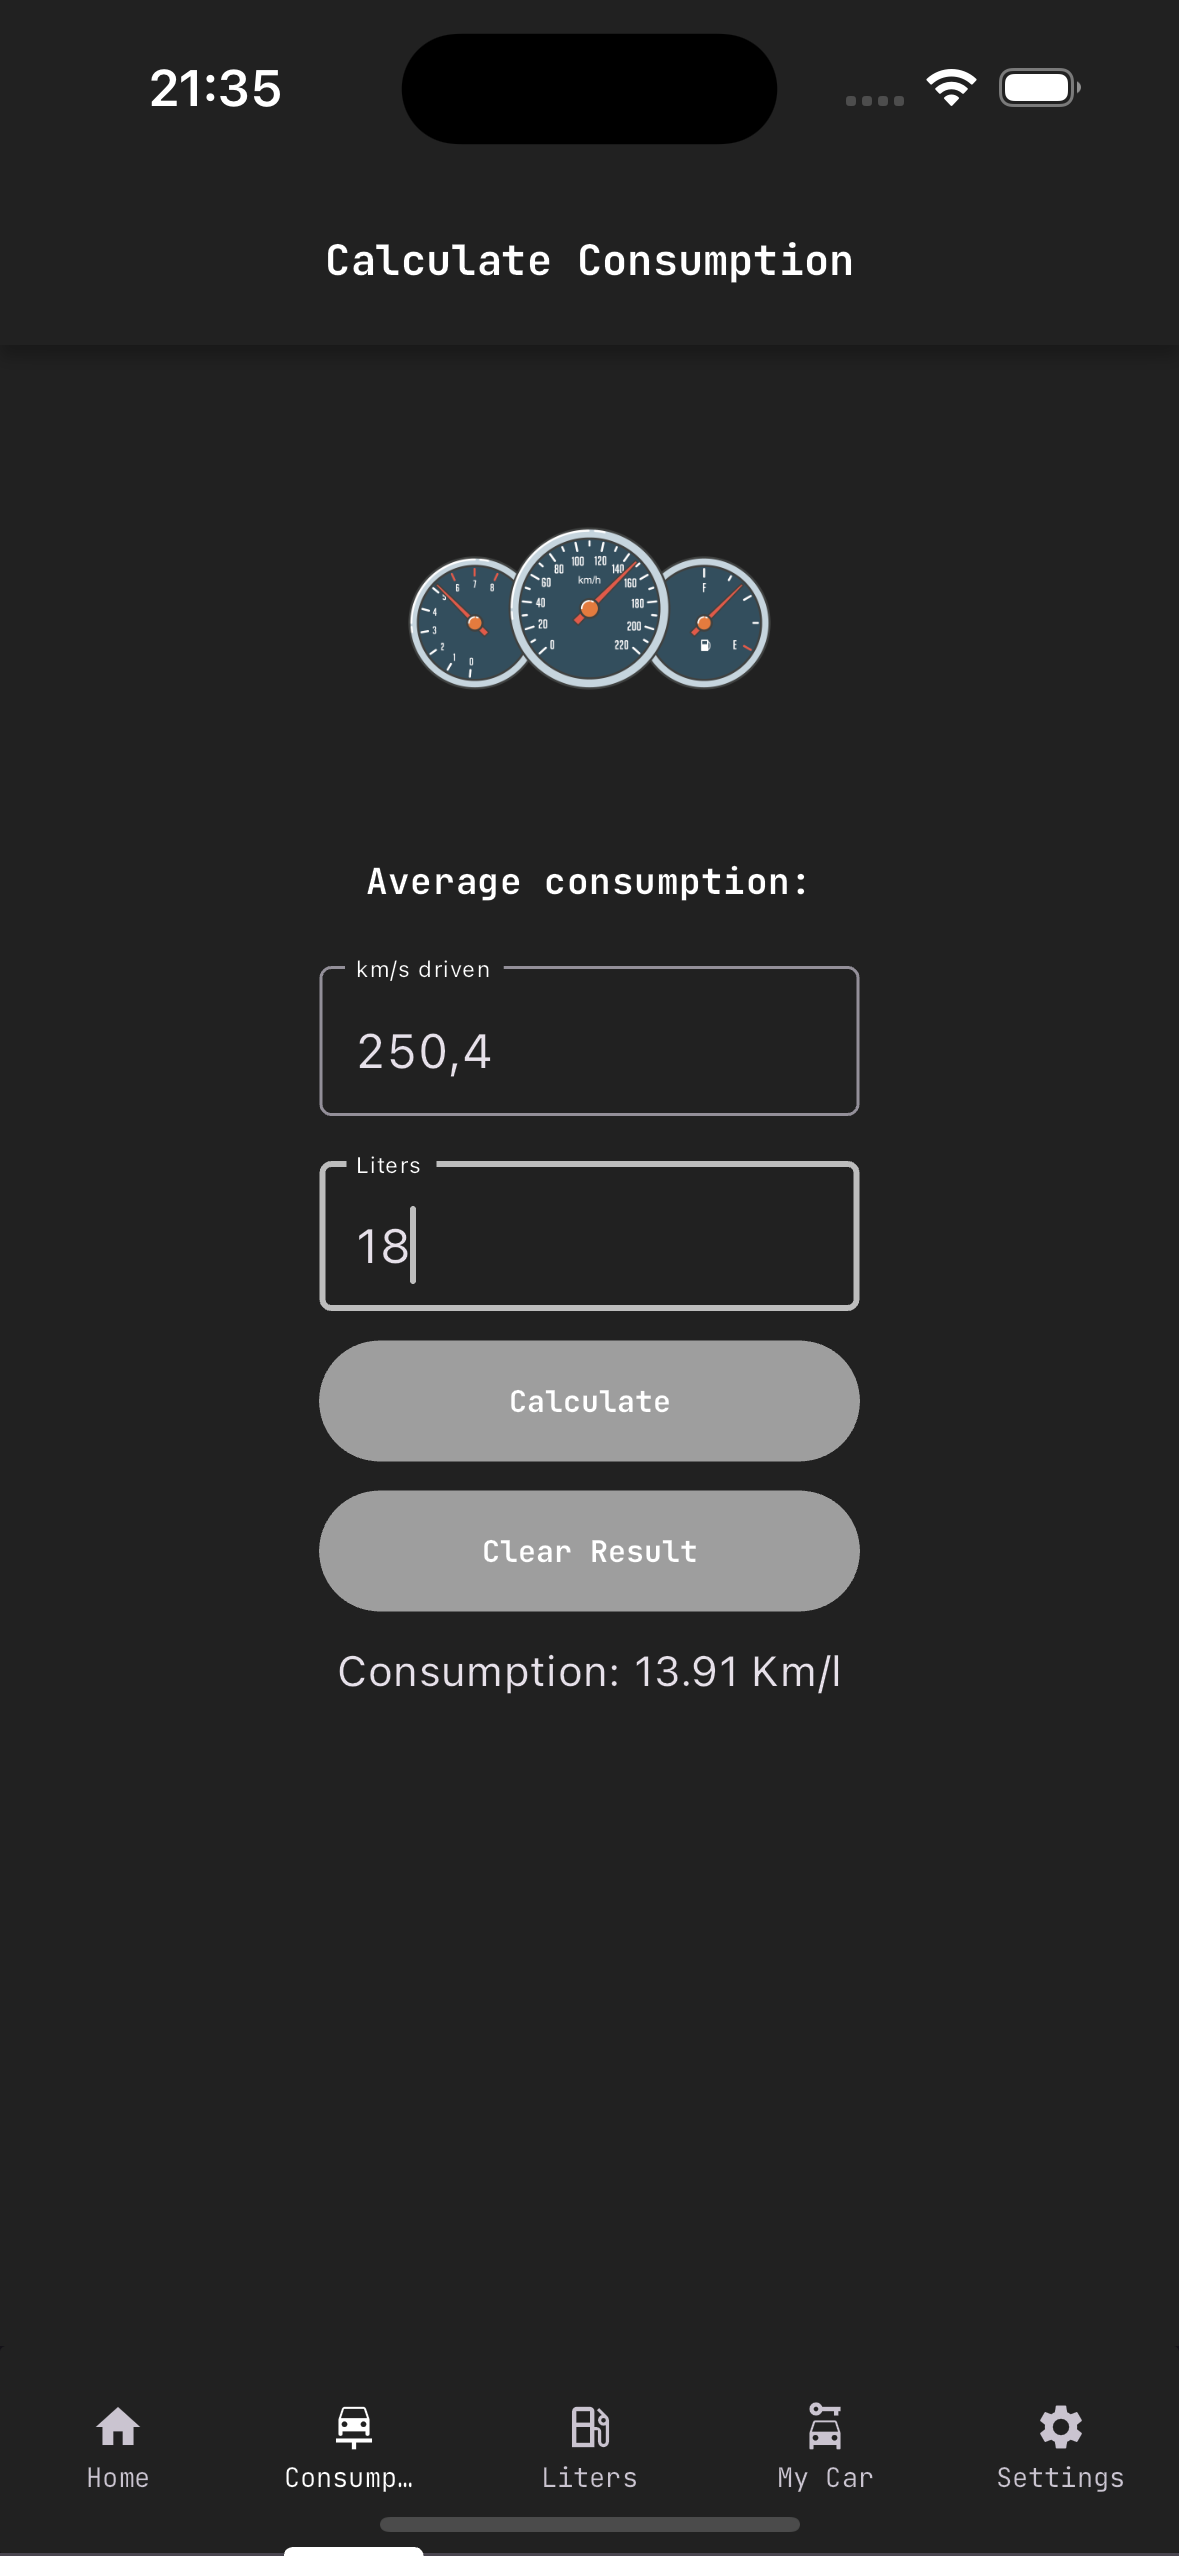 21:35
Calculate Consumption
0 1 2 3 4 5 6 7 8
0 20 40 60 80 100 120 140 160 180 200 220
km/h
F
E
Average consumption:
km/s driven
250,4
Liters
18
Calculate
Clear Result
Consumption: 13.91 Km/l
Home
Consump…
Liters
My Car
Settings